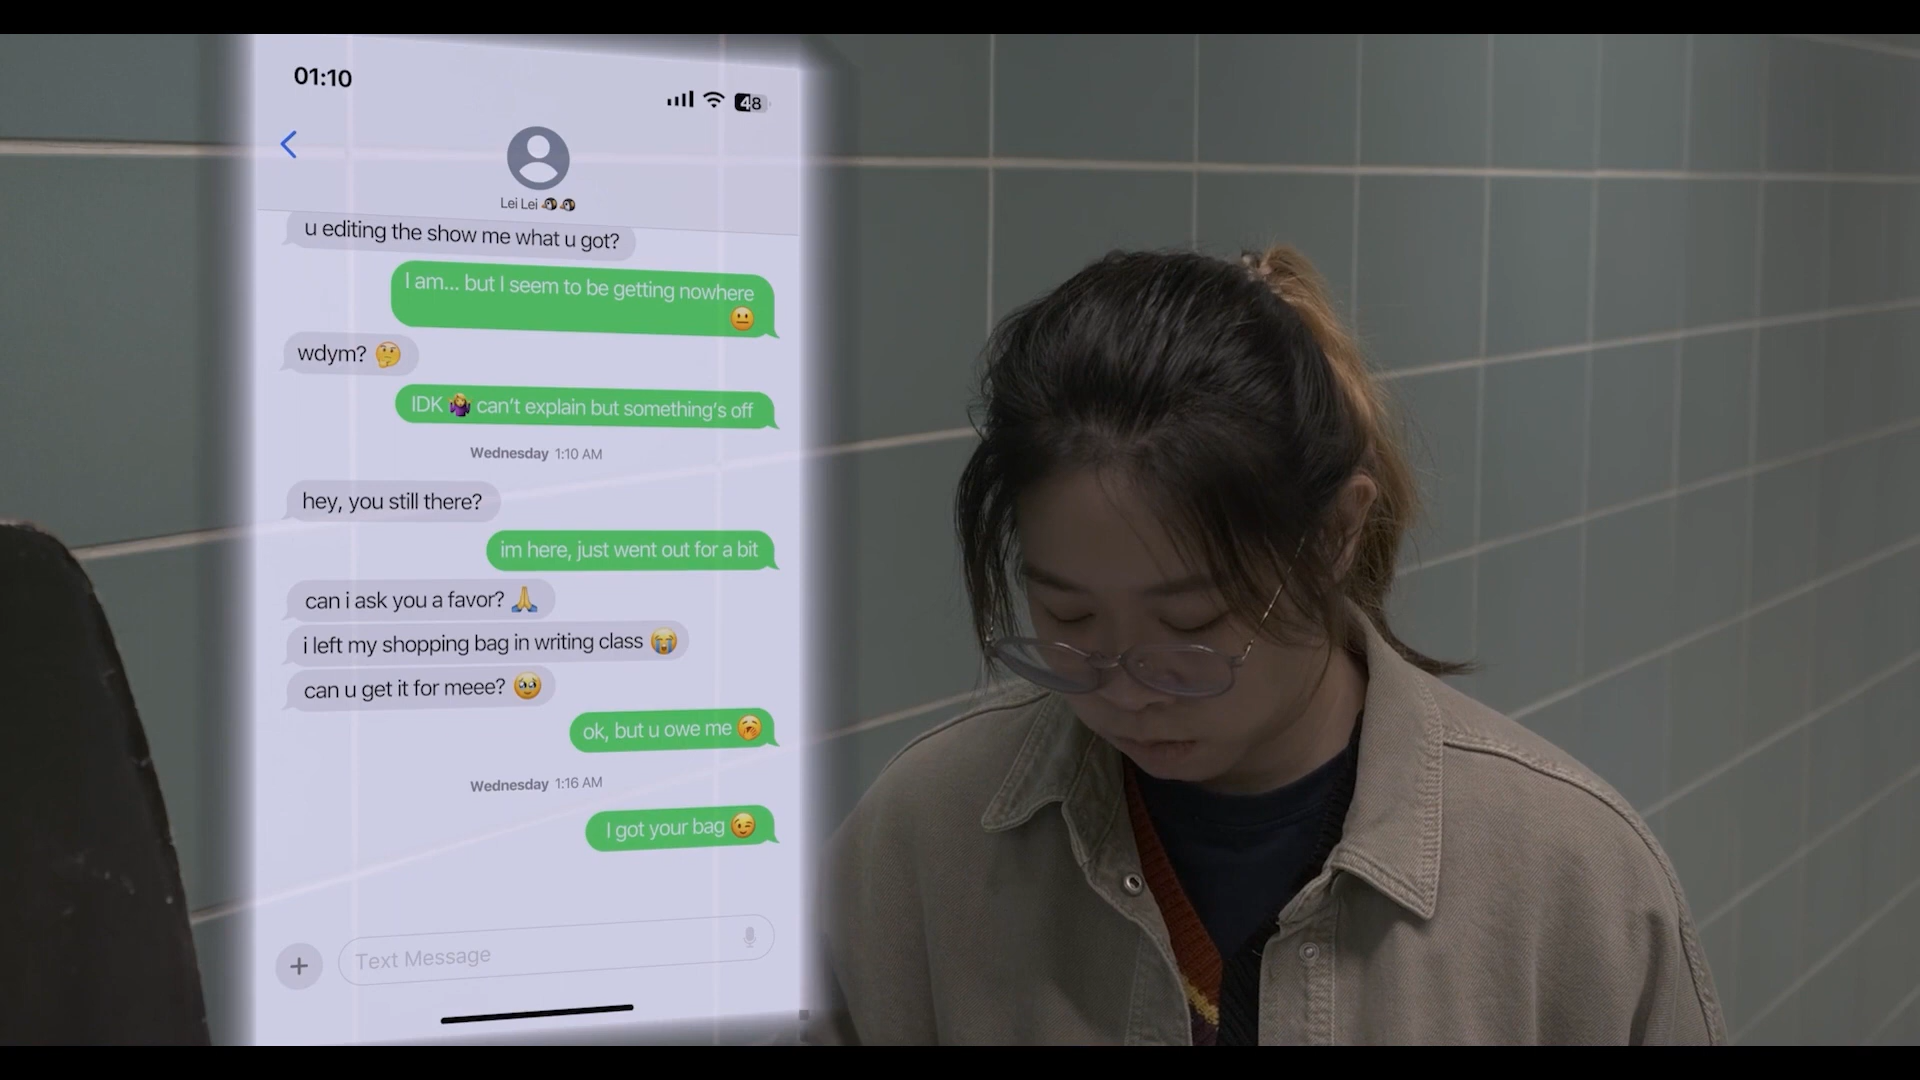 01:10
48
Lei Lei 🐧🐧
u editing the show me what u got?
I am... but I seem to be getting nowhere
😐
wdym? 🤔
IDK 🤷‍♀️ can't explain but something's off
Wednesday 1:10 AM
hey, you still there?
im here, just went out for a bit
can i ask you a favor? 🙏
i left my shopping bag in writing class 😭
can u get it for meee? 🥹
ok, but u owe me 🥱
Wednesday 1:16 AM
I got your bag 😉
Text Message